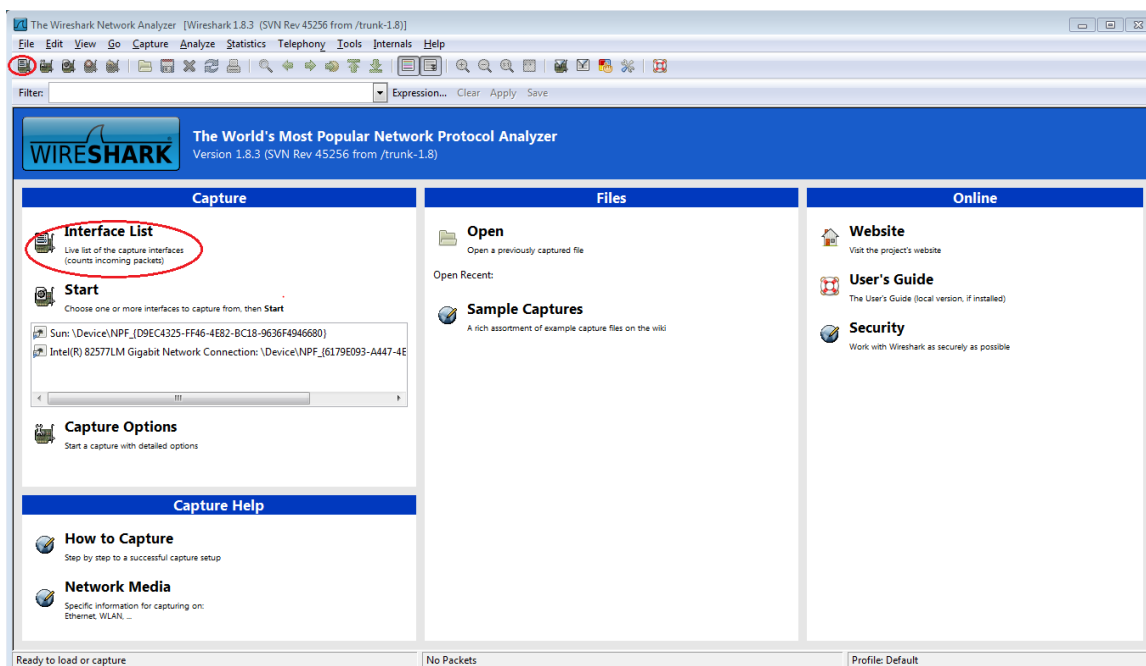 The Wireshark Network Analyzer [Wireshark 1.8.3 (SVN Rev 45256 from /trunk-1.8)]
File Edit View Go Capture Analyze Statistics Telephony Tools Internals Help
Filter: Expression... Clear Apply Save
WIRESHARK
The World's Most Popular Network Protocol Analyzer
Version 1.8.3 (SVN Rev 45256 from /trunk-1.8)
Capture
Interface List
Live list of the capture interfaces
(counts incoming packets)
Start
Choose one or more interfaces to capture from, then Start
Sun: \Device\NPF_{D9EC4325-FF46-4E82-BC18-9636F4946680}
Intel(R) 82577LM Gigabit Network Connection: \Device\NPF_{6179E093-A447-4E
Capture Options
Start a capture with detailed options
Capture Help
How to Capture
Step by step to a successful capture setup
Network Media
Specific information for capturing on:
Ethernet, WLAN, ...
Files
Open
Open a previously captured file
Open Recent:
Sample Captures
A rich assortment of example capture files on the wiki
Online
Website
Visit the project's website
User's Guide
The User's Guide (local version, if installed)
Security
Work with Wireshark as securely as possible
Ready to load or capture
No Packets
Profile: Default